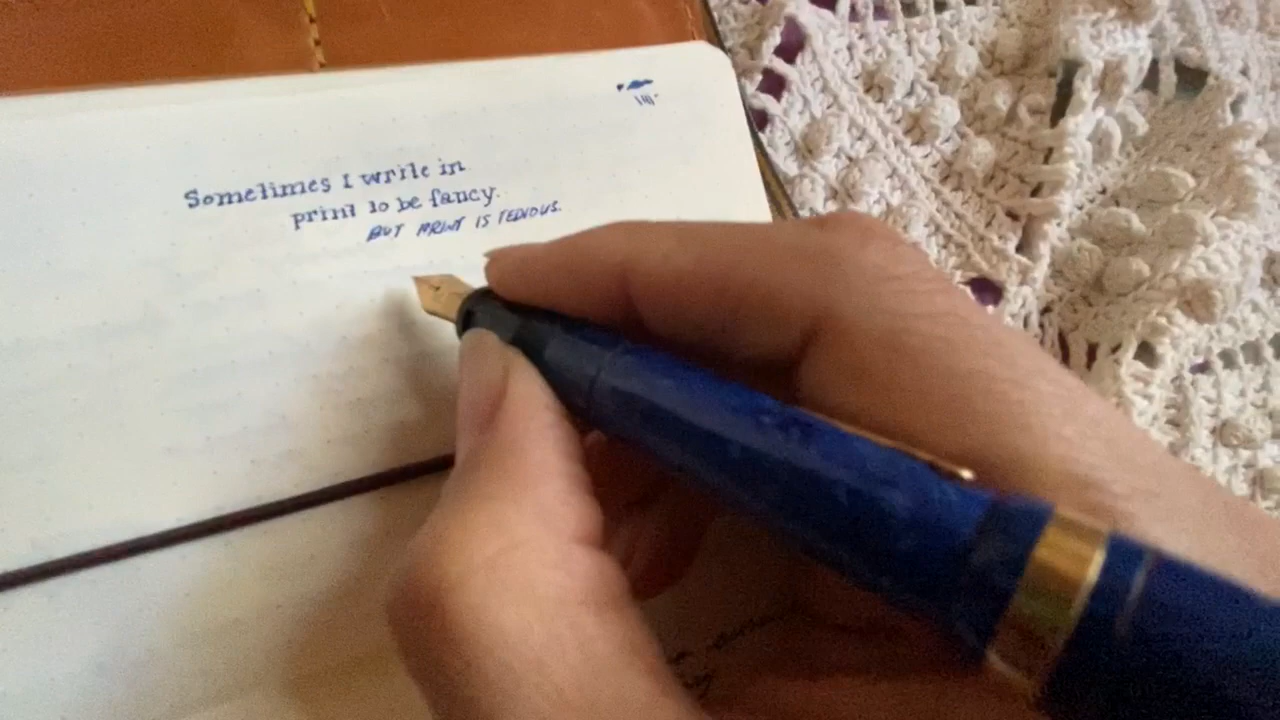 Sometimes I write in
print to be fancy.
BUT PRINT IS TEDIOUS.